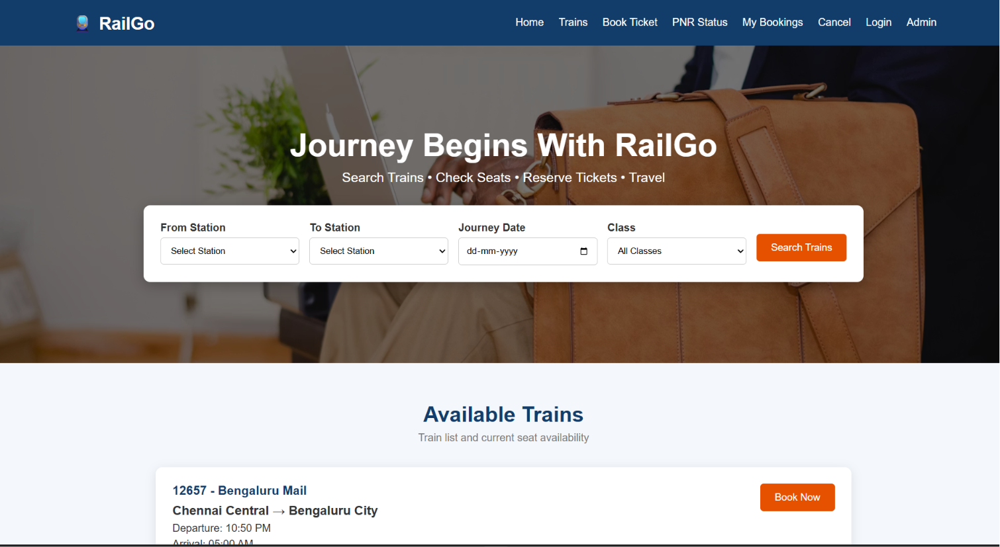 RailGo
Home Trains Book Ticket PNR Status My Bookings Cancel Login Admin
Journey Begins With RailGo
Search Trains • Check Seats • Reserve Tickets • Travel
From Station To Station Journey Date Class
Select Station Select Station dd-mm-yyyy All Classes Search Trains
Available Trains
Train list and current seat availability
12657 - Bengaluru Mail
Book Now
Chennai Central → Bengaluru City
Departure: 10:50 PM
Arrival: 05:00 AM